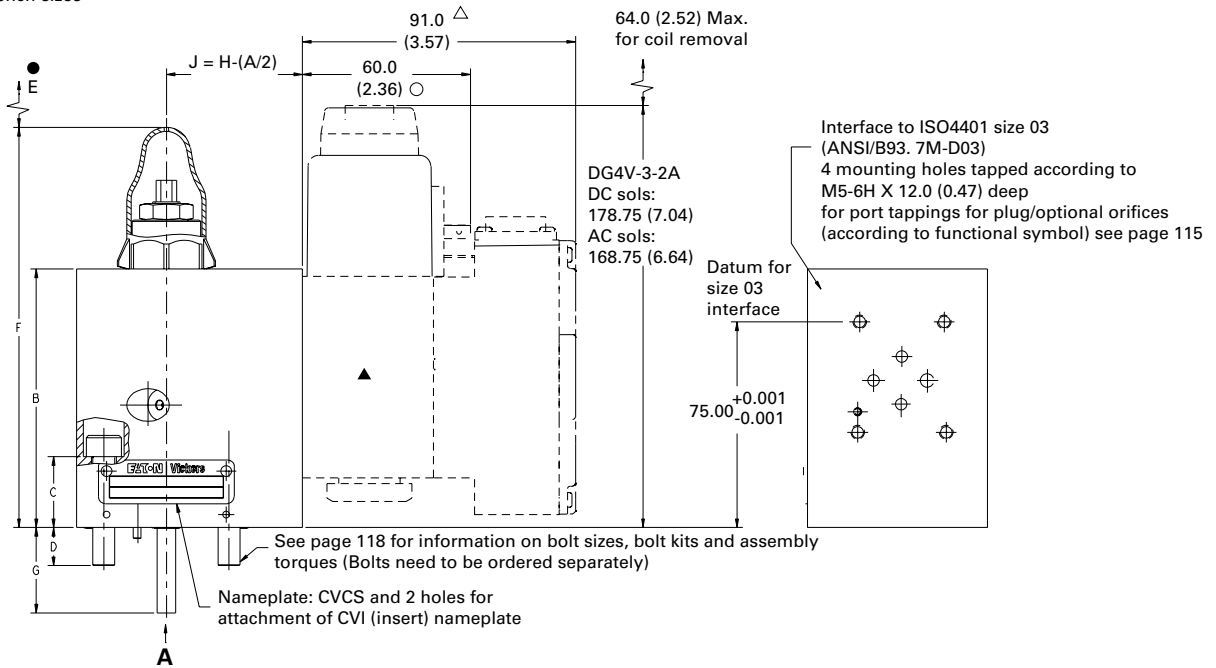 91.0 △
(3.57)
64.0 (2.52) Max.
for coil removal
J = H-(A/2)
60.0
(2.36) ○
●
E
Interface to ISO4401 size 03
(ANSI/B93. 7M-D03)
4 mounting holes tapped according to
M5-6H X 12.0 (0.47) deep
for port tappings for plug/optional orifices
(according to functional symbol) see page 115
DG4V-3-2A
DC sols:
178.75 (7.04)
AC sols:
168.75 (6.64)
Datum for
size 03
interface
F
B
▲
75.00 +0.001
-0.001
C
EATON Vickers
D
G
See page 118 for information on bolt sizes, bolt kits and assembly
torques (Bolts need to be ordered separately)
Nameplate: CVCS and 2 holes for
attachment of CVI (insert) nameplate
A